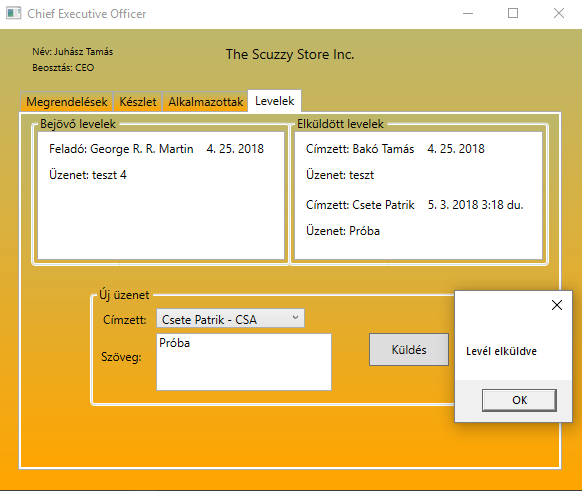 Chief Executive Officer
Név: Juhász Tamás
Beosztás: CEO
The Scuzzy Store Inc.
Megrendelések Készlet Alkalmazottak Levelek
Bejövő levelek
Feladó: George R. R. Martin 4. 25. 2018
Üzenet: teszt 4
Elküldött levelek
Címzett: Bakó Tamás 4. 25. 2018
Üzenet: teszt
Címzett: Csete Patrik 5. 3. 2018 3:18 du.
Üzenet: Próba
Új üzenet
Címzett: Csete Patrik - CSA
Szöveg: Próba
Küldés
Levél elküldve
OK